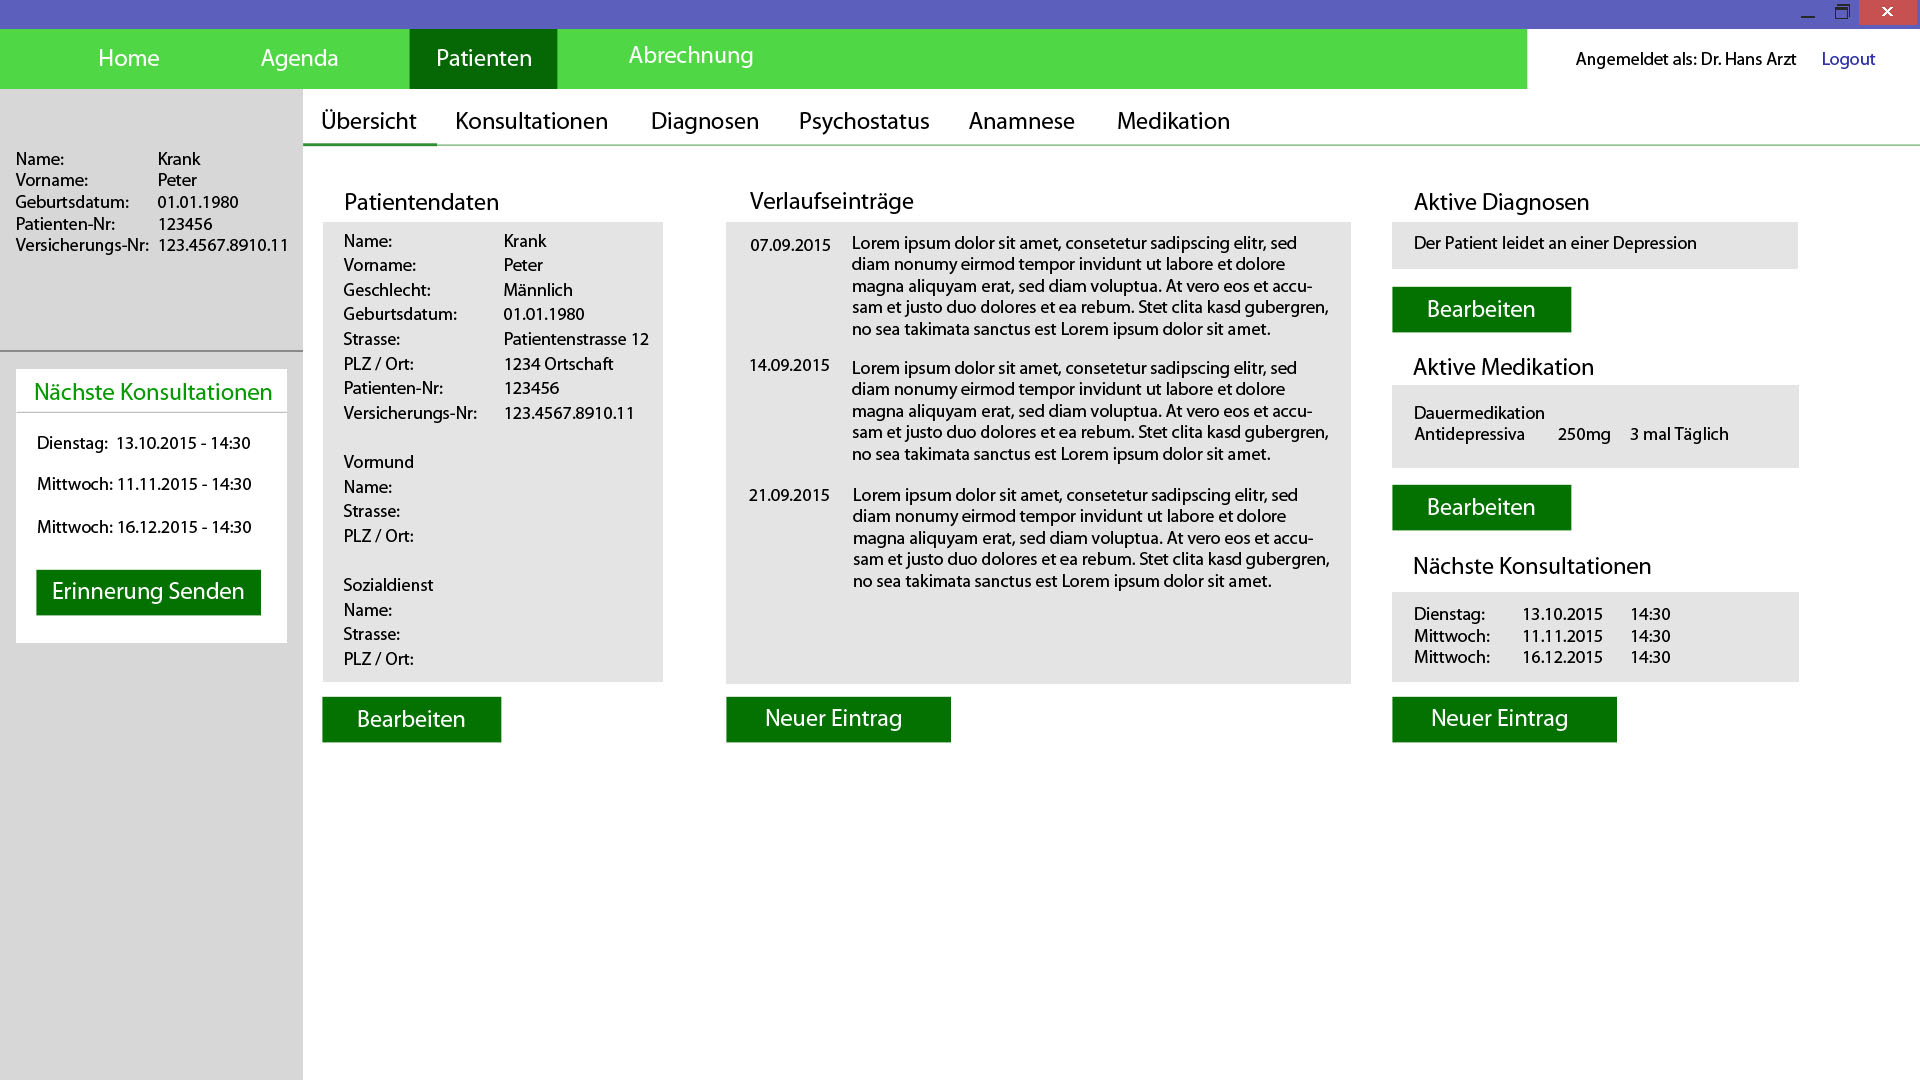 Home Agenda Patienten Abrechnung Angemeldet als: Dr. Hans Arzt Logout
Übersicht Konsultationen Diagnosen Psychostatus Anamnese Medikation
Name: Krank
Vorname: Peter
Geburtsdatum: 01.01.1980
Patienten-Nr: 123456
Versicherungs-Nr: 123.4567.8910.11
Nächste Konsultationen
Dienstag: 13.10.2015 - 14:30
Mittwoch: 11.11.2015 - 14:30
Mittwoch: 16.12.2015 - 14:30
Erinnerung Senden
Patientendaten
Name: Krank
Vorname: Peter
Geschlecht: Männlich
Geburtsdatum: 01.01.1980
Strasse: Patientenstrasse 12
PLZ / Ort: 1234 Ortschaft
Patienten-Nr: 123456
Versicherungs-Nr: 123.4567.8910.11
Vormund
Name:
Strasse:
PLZ / Ort:
Sozialdienst
Name:
Strasse:
PLZ / Ort:
Bearbeiten
Verlaufseinträge
07.09.2015 Lorem ipsum dolor sit amet, consetetur sadipscing elitr, sed
diam nonumy eirmod tempor invidunt ut labore et dolore
magna aliquyam erat, sed diam voluptua. At vero eos et accu-
sam et justo duo dolores et ea rebum. Stet clita kasd gubergren,
no sea takimata sanctus est Lorem ipsum dolor sit amet.
14.09.2015 Lorem ipsum dolor sit amet, consetetur sadipscing elitr, sed
diam nonumy eirmod tempor invidunt ut labore et dolore
magna aliquyam erat, sed diam voluptua. At vero eos et accu-
sam et justo duo dolores et ea rebum. Stet clita kasd gubergren,
no sea takimata sanctus est Lorem ipsum dolor sit amet.
21.09.2015 Lorem ipsum dolor sit amet, consetetur sadipscing elitr, sed
diam nonumy eirmod tempor invidunt ut labore et dolore
magna aliquyam erat, sed diam voluptua. At vero eos et accu-
sam et justo duo dolores et ea rebum. Stet clita kasd gubergren,
no sea takimata sanctus est Lorem ipsum dolor sit amet.
Neuer Eintrag
Aktive Diagnosen
Der Patient leidet an einer Depression
Bearbeiten
Aktive Medikation
Dauermedikation
Antidepressiva 250mg 3 mal Täglich
Bearbeiten
Nächste Konsultationen
Dienstag: 13.10.2015 14:30
Mittwoch: 11.11.2015 14:30
Mittwoch: 16.12.2015 14:30
Neuer Eintrag